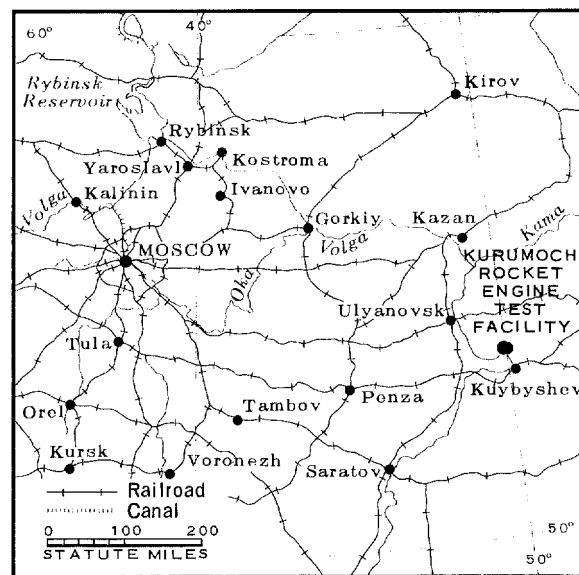 60°
40°
Rybinsk
Reservoir
Kirov
Rybinsk
Kostroma
Yaroslavl
Ivanovo
Kalinin
Volga
Gorkiy
Kazan
Kama
Volga
MOSCOW
KURUMOCH
ROCKET
ENGINE
TEST
FACILITY
Oka
Ulyanovsk
Tula
Kuybyshev
Penza
Orel
Tambov
Kursk
Voronezh
Saratov
Railroad
Canal
0 100 200
STATUTE MILES
50°
50°